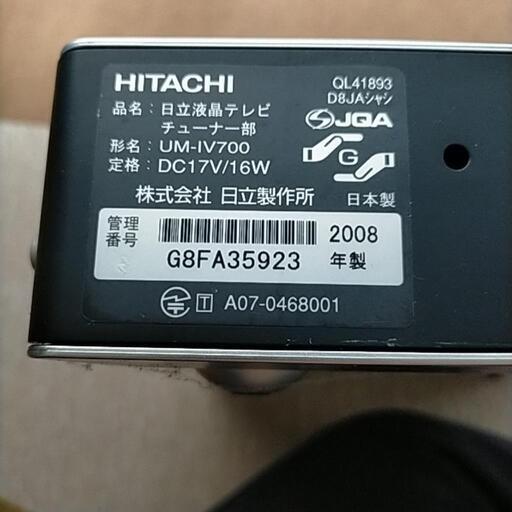 HITACHI
QL41893
D8JAシャシ
品名：日立液晶テレビ
チューナー部
JQA
形名：UM-IV700
G
定格：DC17V/16W
株式会社 日立製作所
日本製
管理
番号
2008
年製
G8FA35923
T A07-0468001